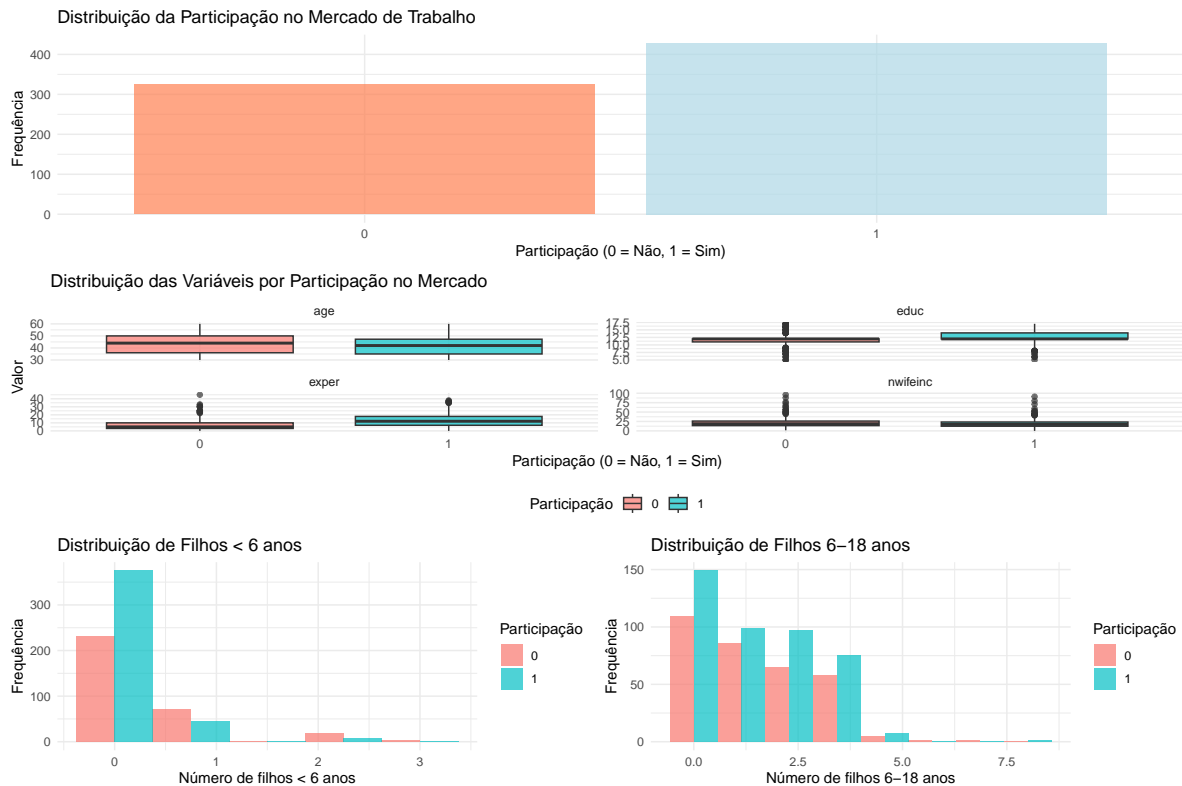 Distribuição da Participação no Mercado de Trabalho
Frequência
400
300
200
100
0
0 1
Participação (0 = Não, 1 = Sim)
Distribuição das Variáveis por Participação no Mercado
Valor
age educ
60
50
40
30
17.5
15.0
12.5
10.0
7.5
5.0
exper nwifeinc
40
30
20
10
0
100
75
50
25
0
0 1 0 1
Participação (0 = Não, 1 = Sim)
Participação 0 1
Distribuição de Filhos < 6 anos
Frequência
300
200
100
0
0 1 2 3
Número de filhos < 6 anos
Participação
0
1
Distribuição de Filhos 6−18 anos
Frequência
150
100
50
0
0.0 2.5 5.0 7.5
Número de filhos 6−18 anos
Participação
0
1